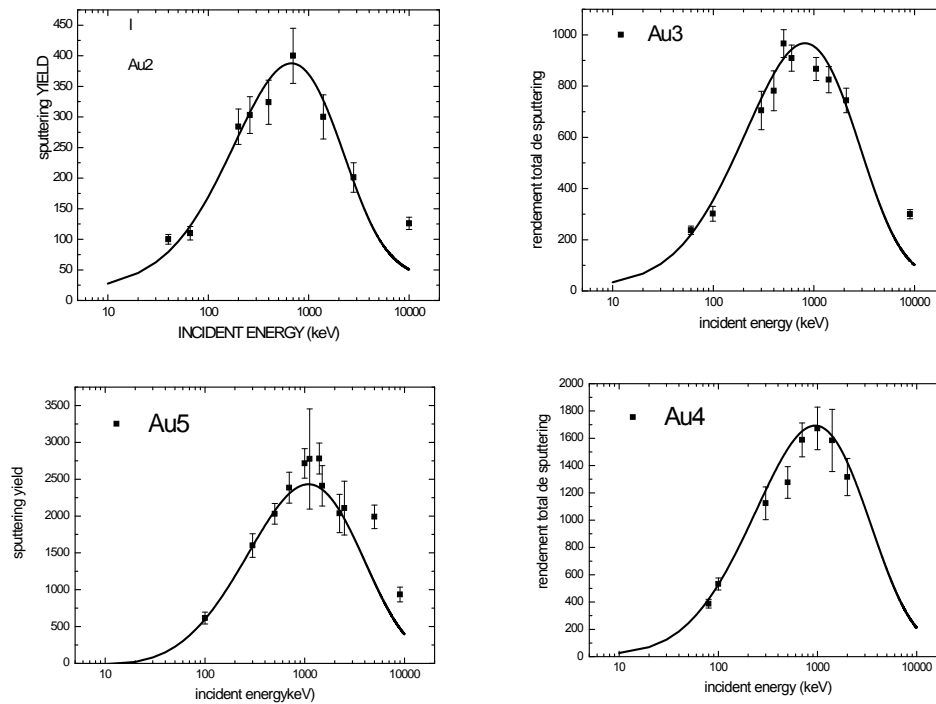 I
Au2
sputtering YIELD
450
400
350
300
250
200
150
100
50
0
10 100 1000 10000
INCIDENT ENERGY (keV)
Au3
rendement total de sputtering
1000
800
600
400
200
0
10 100 1000 10000
incident energy (keV)
Au5
sputtering yield
3500
3000
2500
2000
1500
1000
500
0
10 100 1000 10000
incident energykeV)
Au4
rendement total de sputtering
2000
1800
1600
1400
1200
1000
800
600
400
200
0
10 100 1000 10000
incident energy (keV)